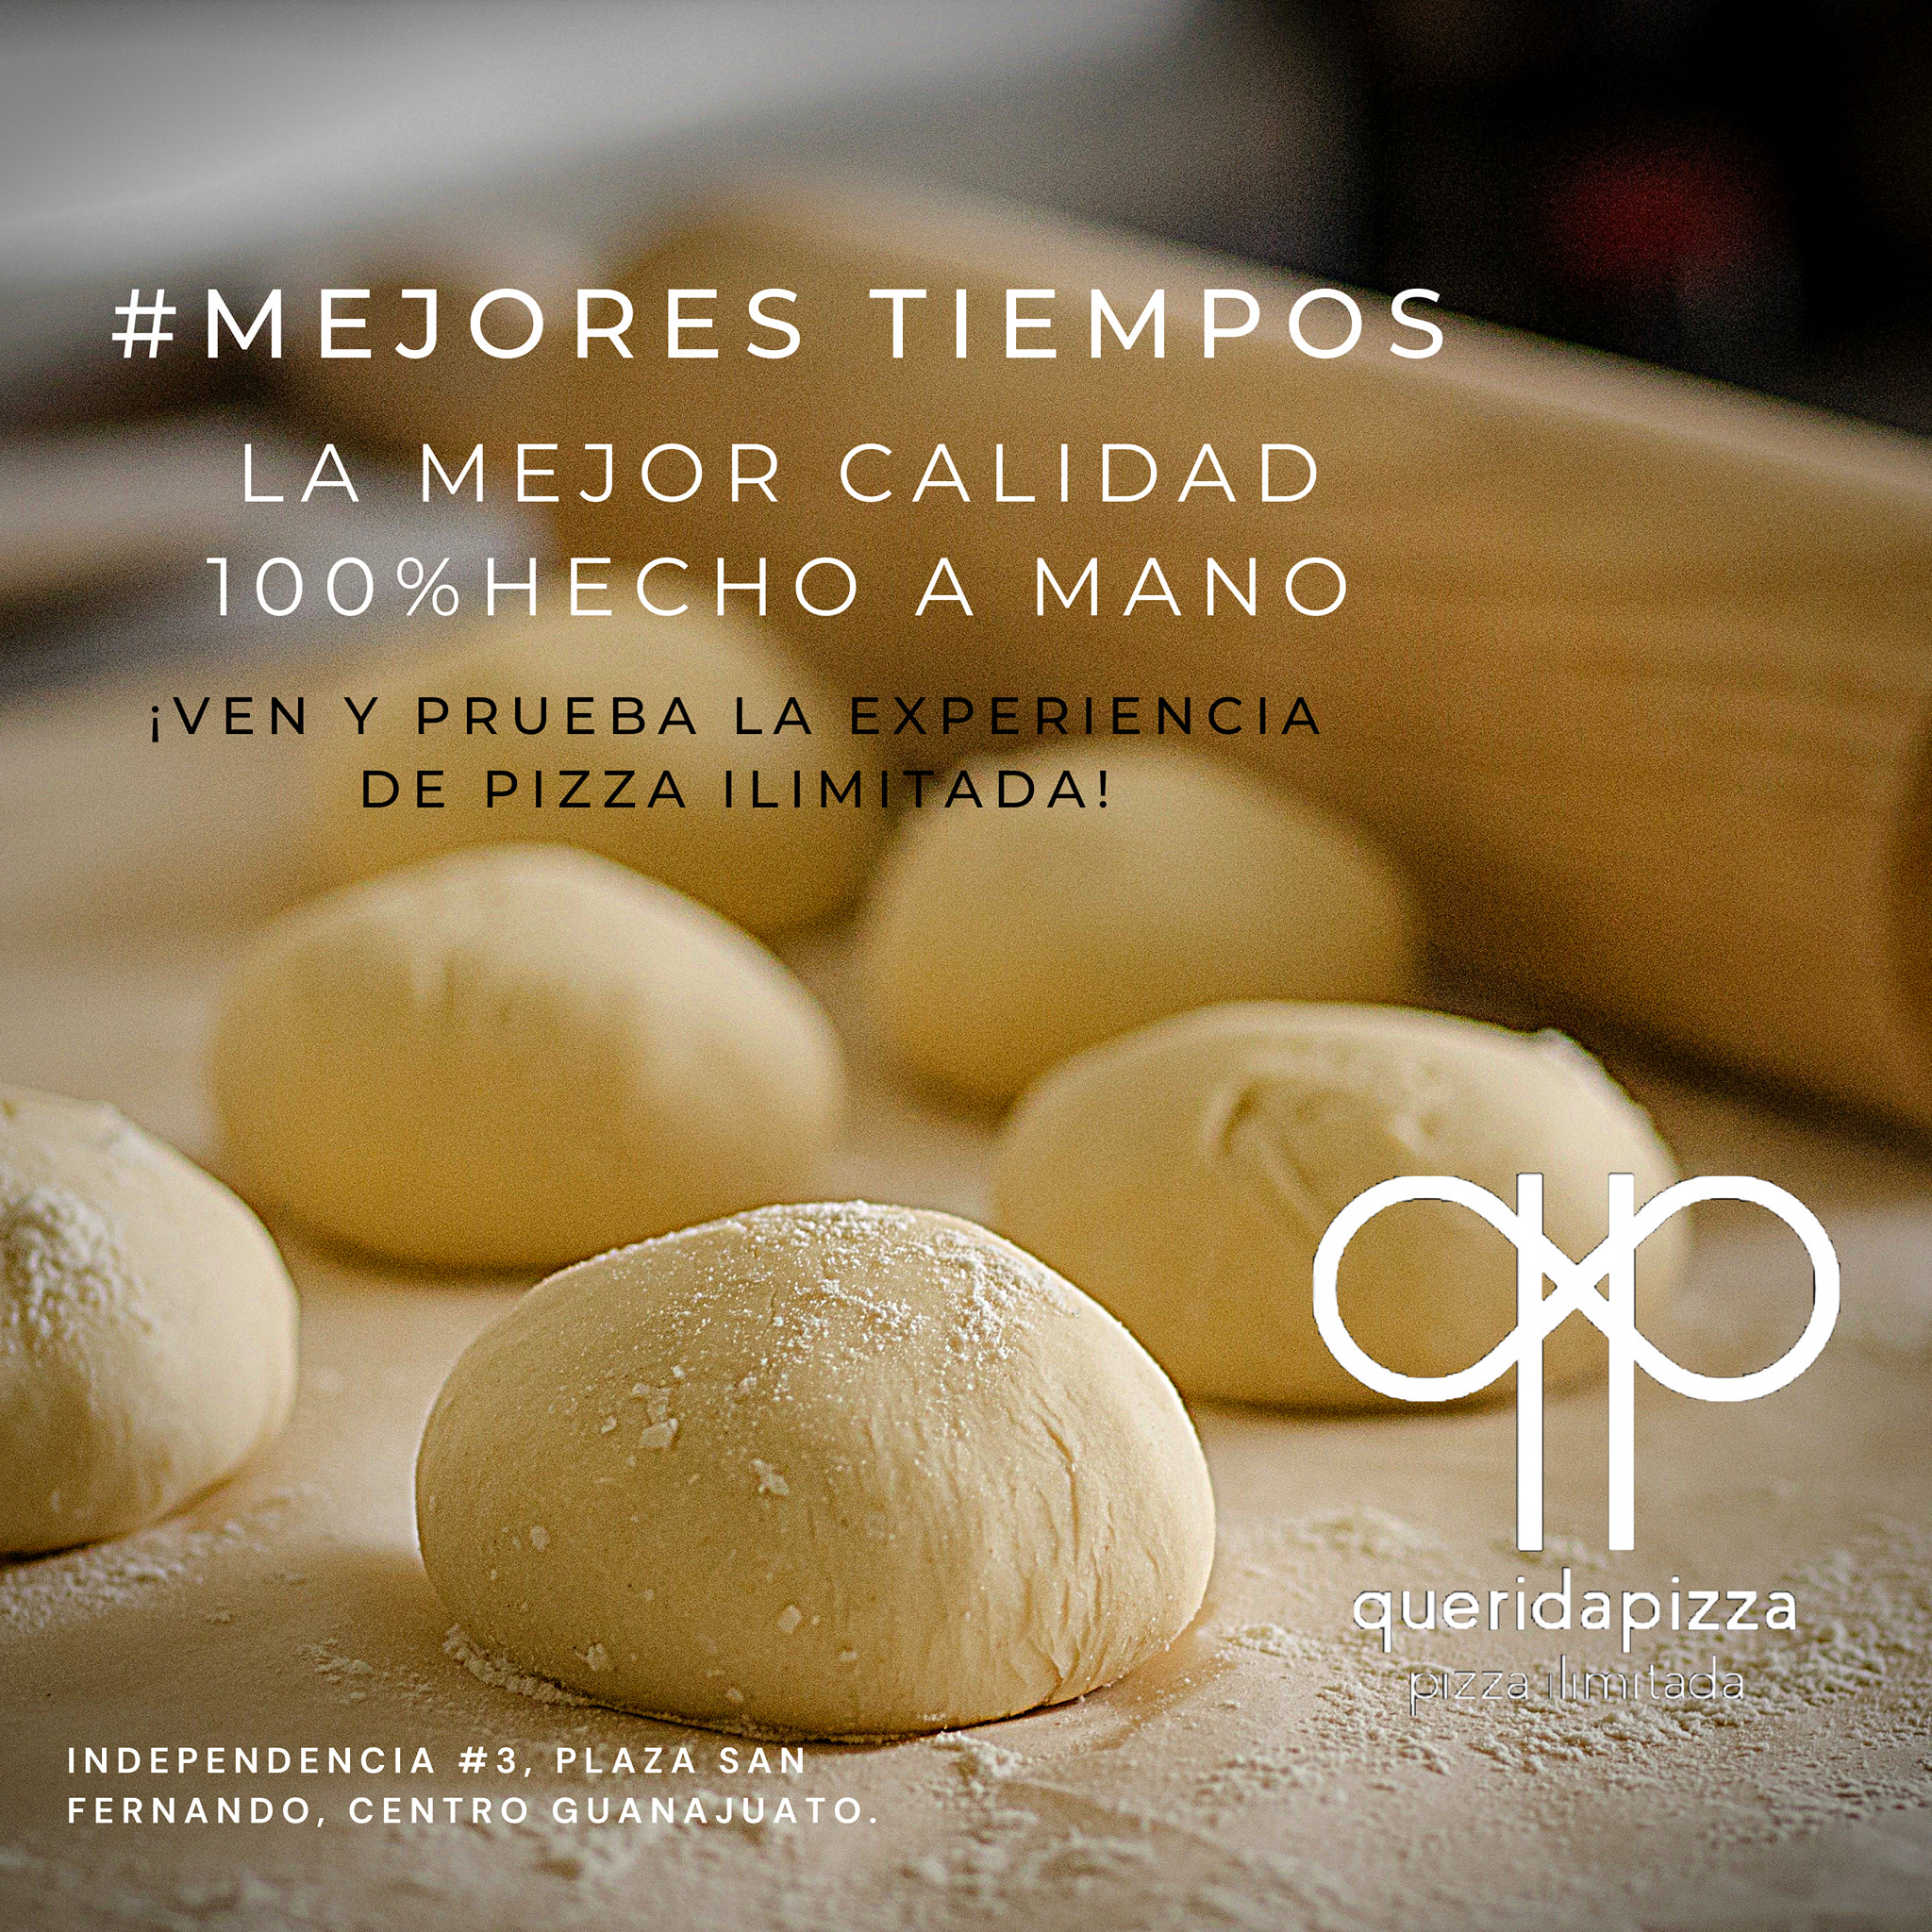 #MEJORES TIEMPOS
LA MEJOR CALIDAD
100%HECHO A MANO
¡VEN Y PRUEBA LA EXPERIENCIA
DE PIZZA ILIMITADA!
queridapizza
pizza ilimitada
INDEPENDENCIA #3, PLAZA SAN
FERNANDO, CENTRO GUANAJUATO.